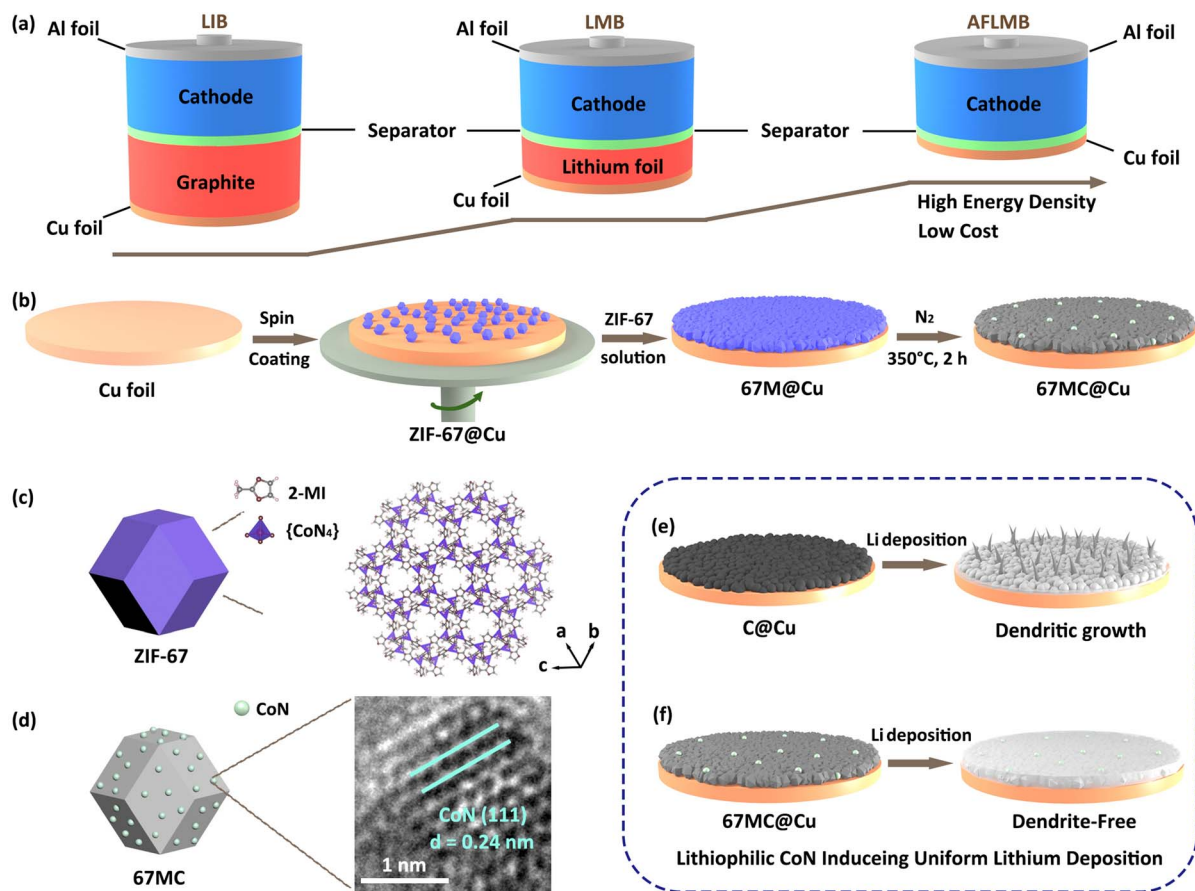 (a)
LIB
LMB
AFLMB
Al foil
Al foil
Al foil
Cathode
Cathode
Cathode
Separator
Separator
Graphite
Lithium foil
Cu foil
Cu foil
Cu foil
High Energy Density
Low Cost
(b)
Cu foil
Spin
Coating
ZIF-67@Cu
ZIF-67
solution
67M@Cu
N₂
350°C, 2 h
67MC@Cu
(c)
2-MI
{CoN₄}
ZIF-67
a
b
c
(d)
CoN
67MC
CoN (111)
d = 0.24 nm
1 nm
(e)
C@Cu
Li deposition
Dendritic growth
(f)
67MC@Cu
Li deposition
Dendrite-Free
Lithiophilic CoN Induceing Uniform Lithium Deposition